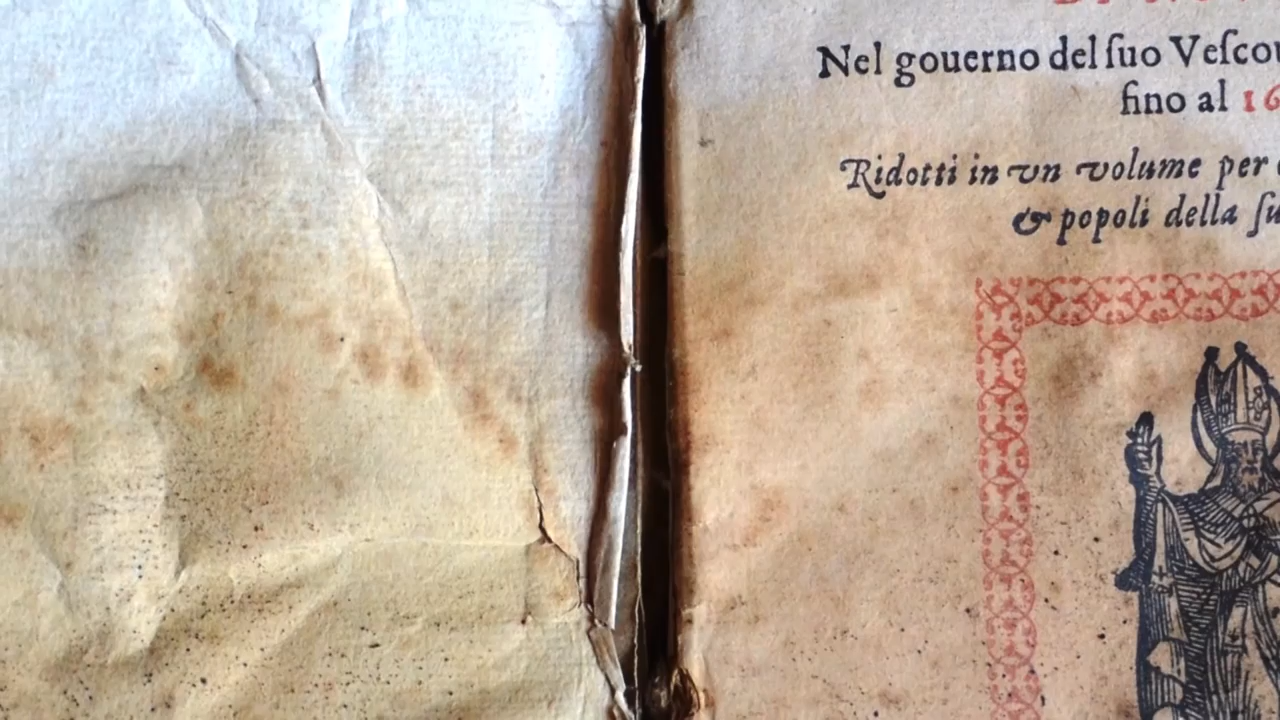 Nel gouerno del ſuo Veſcou
fino al 16
Ridotti in vn volume per
& popoli della ſu